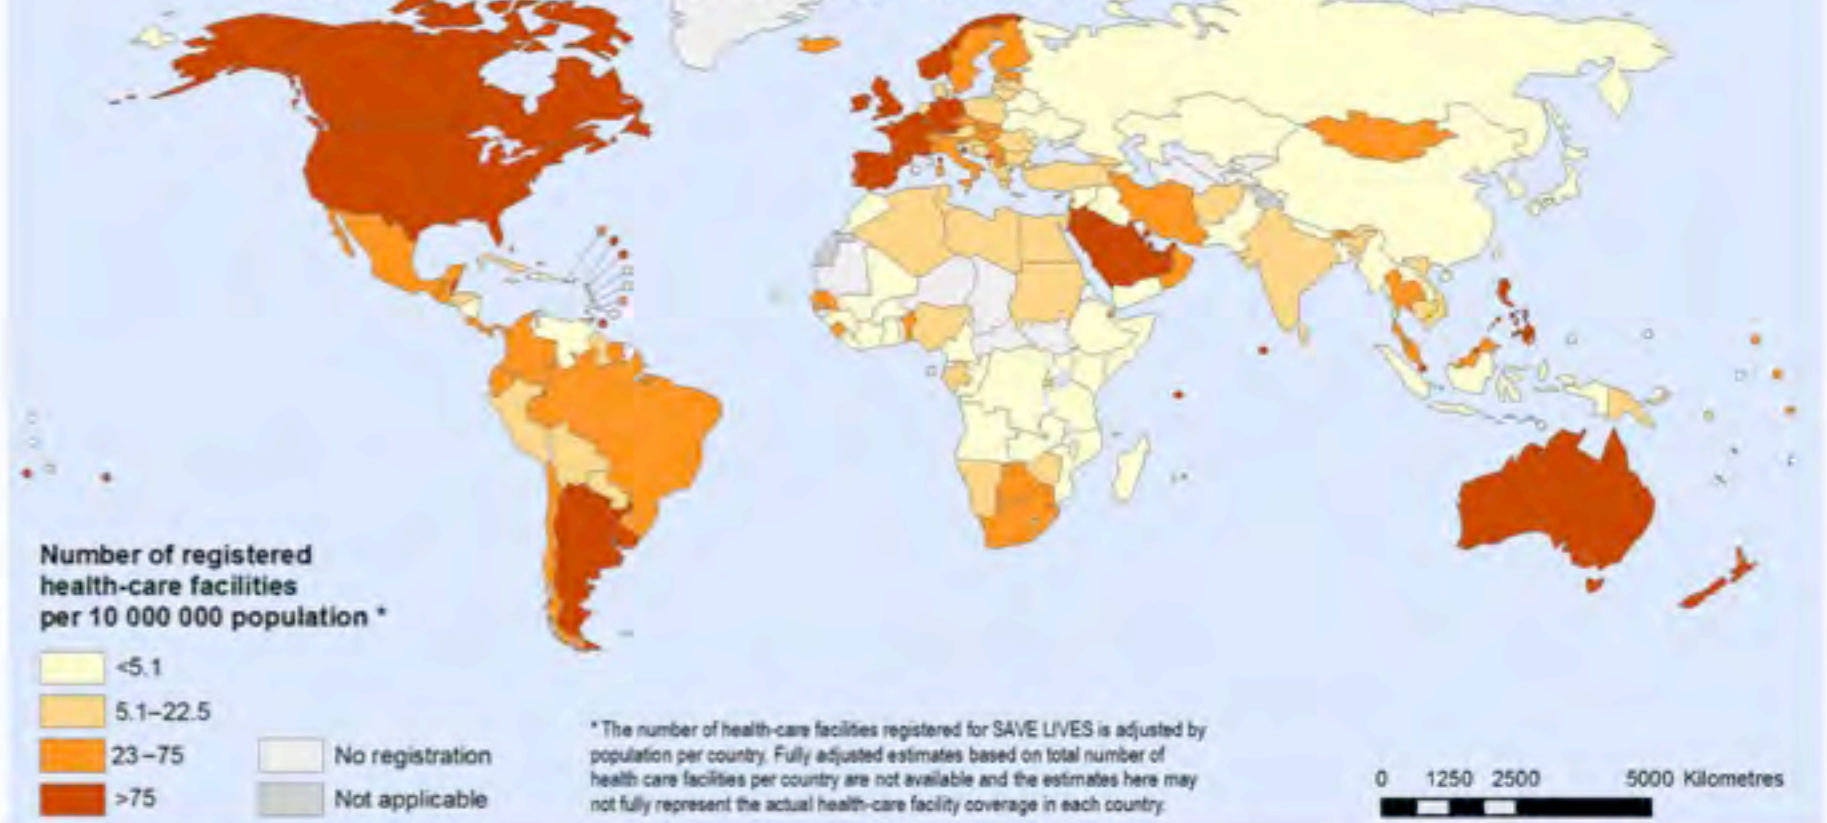 Number of registered
health-care facilities
per 10 000 000 population *
<5.1
5.1–22.5
23–75
>75
No registration
Not applicable
* The number of health-care facilities registered for SAVE LIVES is adjusted by
population per country. Fully adjusted estimates based on total number of
health care facilities per country are not available and the estimates here may
not fully represent the actual health-care facility coverage in each country.
0 1250 2500 5000 Kilometres